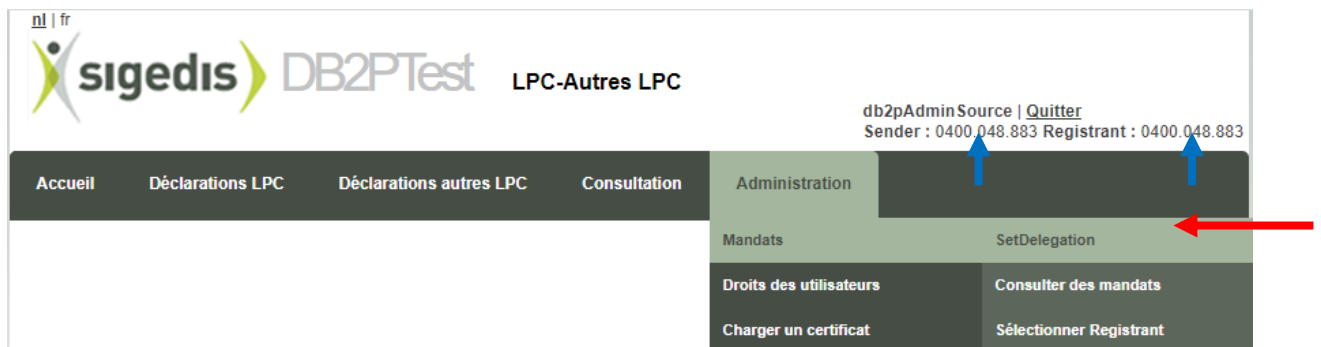 nl | fr
sigedis DB2PTest LPC-Autres LPC
db2pAdminSource | Quitter
Sender : 0400.048.883 Registrant : 0400.048.883
Accueil Déclarations LPC Déclarations autres LPC Consultation Administration
Mandats SetDelegation
Droits des utilisateurs Consulter des mandats
Charger un certificat Sélectionner Registrant